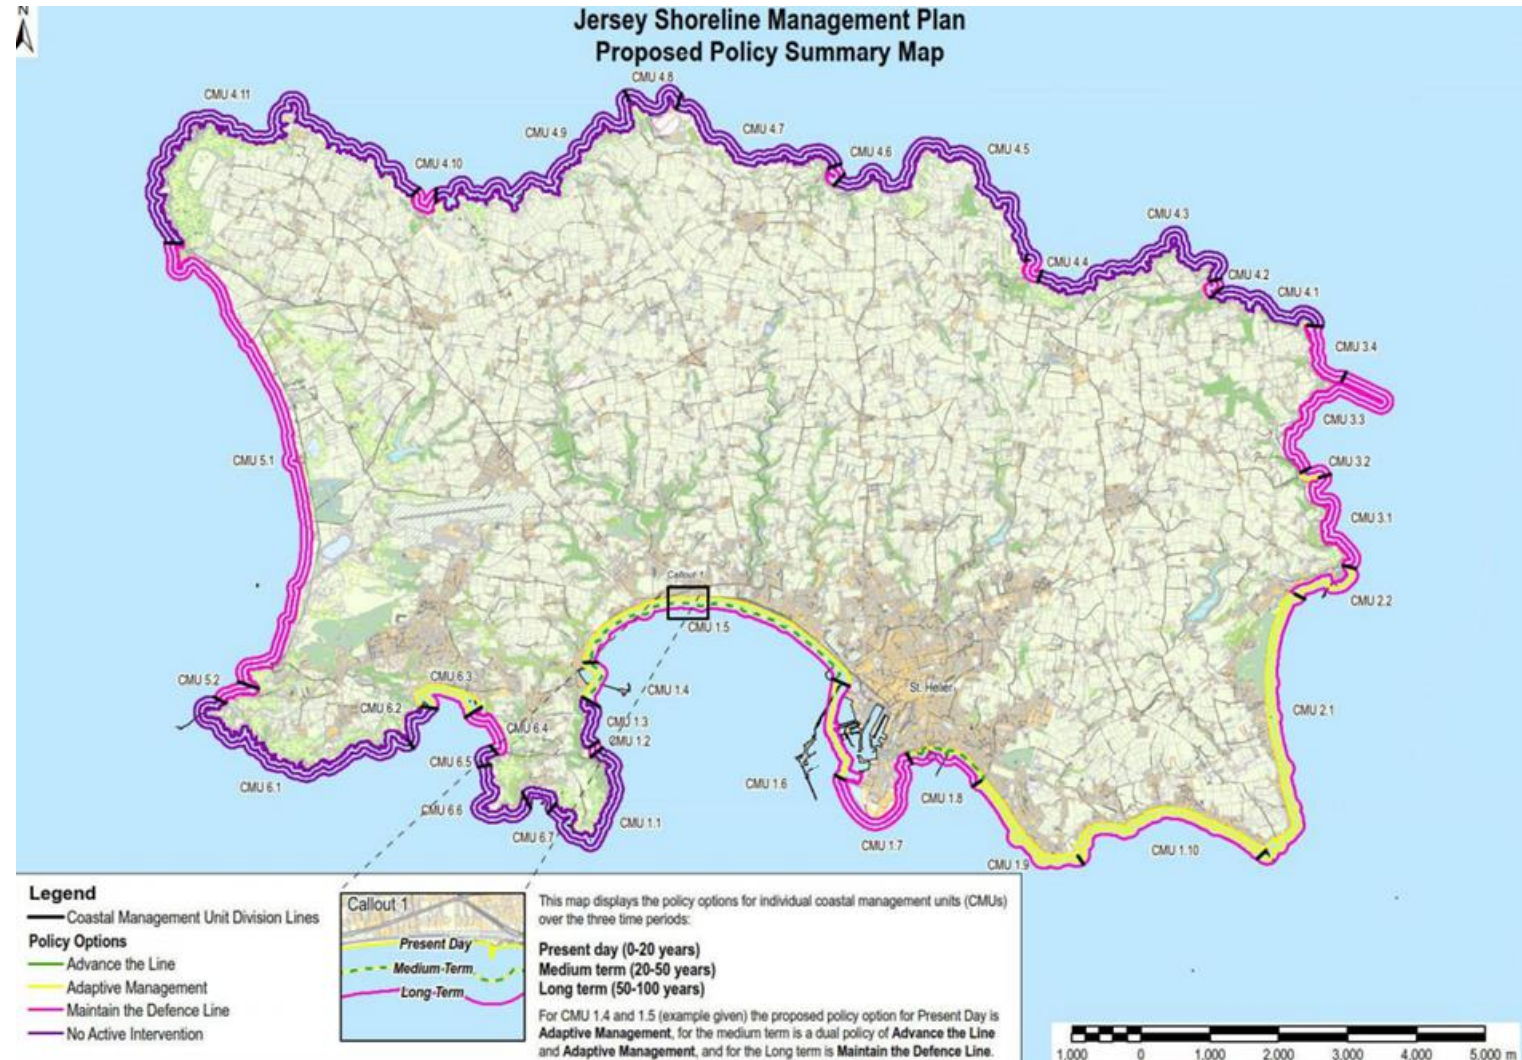 N
Jersey Shoreline Management Plan
Proposed Policy Summary Map
CMU 4.8
CMU 4.11
CMU 4.9
CMU 4.7
CMU 4.10
CMU 4.6
CMU 4.5
CMU 4.3
CMU 4.4
CMU 4.2
CMU 4.1
CMU 3.4
CMU 3.3
CMU 5.1
CMU 3.2
CMU 3.1
Callout 1
CMU 2.2
CMU 1.5
CMU 5.2
CMU 6.3
CMU 1.4
St. Helier
CMU 6.2
CMU 2.1
CMU 6.4
CMU 1.3
CMU 1.2
CMU 6.5
CMU 6.1
CMU 1.6
CMU 1.8
CMU 6.6
CMU 1.1
CMU 6.7
CMU 1.7
CMU 1.10
CMU 1.9
Legend
Coastal Management Unit Division Lines
Policy Options
Advance the Line
Adaptive Management
Maintain the Defence Line
No Active Intervention
Callout 1
Present Day
Medium-Term
Long-Term
This map displays the policy options for individual coastal management units (CMUs)
over the three time periods:
Present day (0-20 years)
Medium term (20-50 years)
Long term (50-100 years)
For CMU 1.4 and 1.5 (example given) the proposed policy option for Present Day is
Adaptive Management, for the medium term is a dual policy of Advance the Line
and Adaptive Management, and for the Long term is Maintain the Defence Line.
1,000 0 1,000 2,000 3,000 4,000 5,000 m